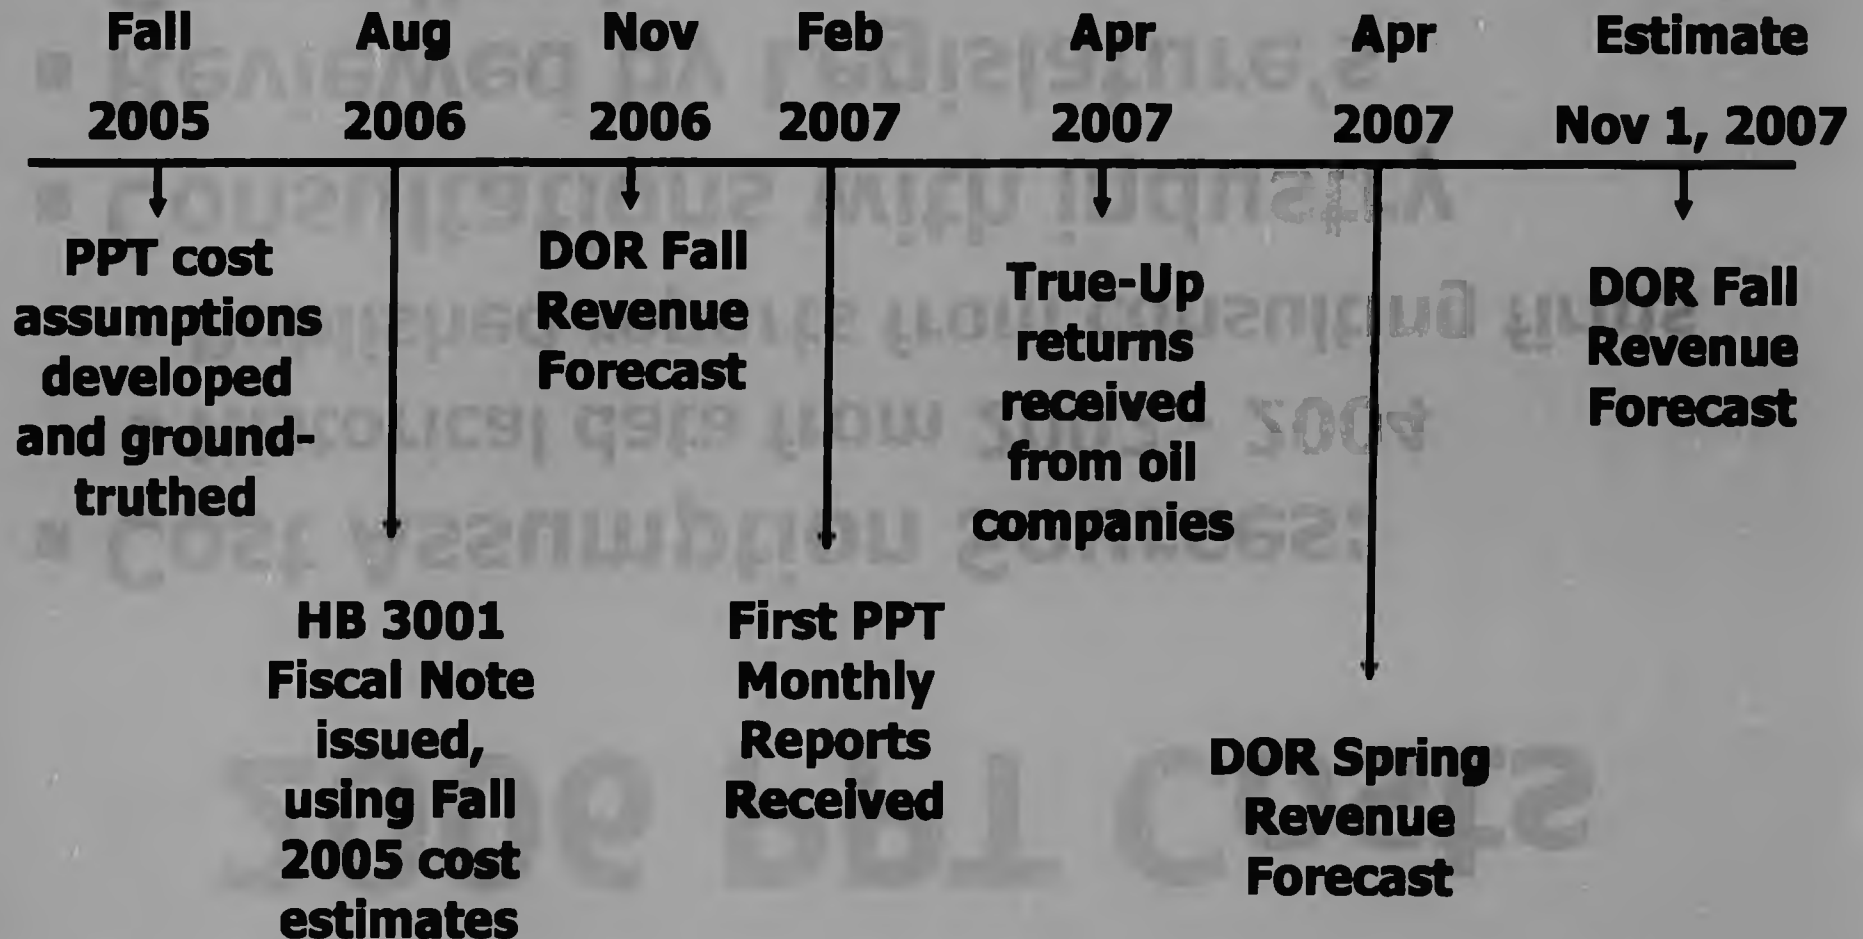 Fall
2005
Aug
2006
Nov
2006
Feb
2007
Apr
2007
Apr
2007
Estimate
Nov 1, 2007
PPT cost
assumptions
developed
and ground-
truthed
HB 3001
Fiscal Note
issued,
using Fall
2005 cost
estimates
DOR Fall
Revenue
Forecast
First PPT
Monthly
Reports
Received
True-Up
returns
received
from oil
companies
DOR Spring
Revenue
Forecast
DOR Fall
Revenue
Forecast